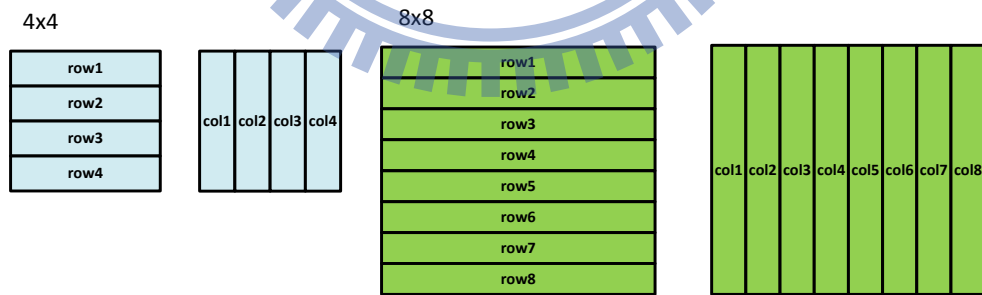 4x4
row1
row2
row3
row4
col1 col2 col3 col4
8x8
row1
row2
row3
row4
row5
row6
row7
row8
col1 col2 col3 col4 col5 col6 col7 col8